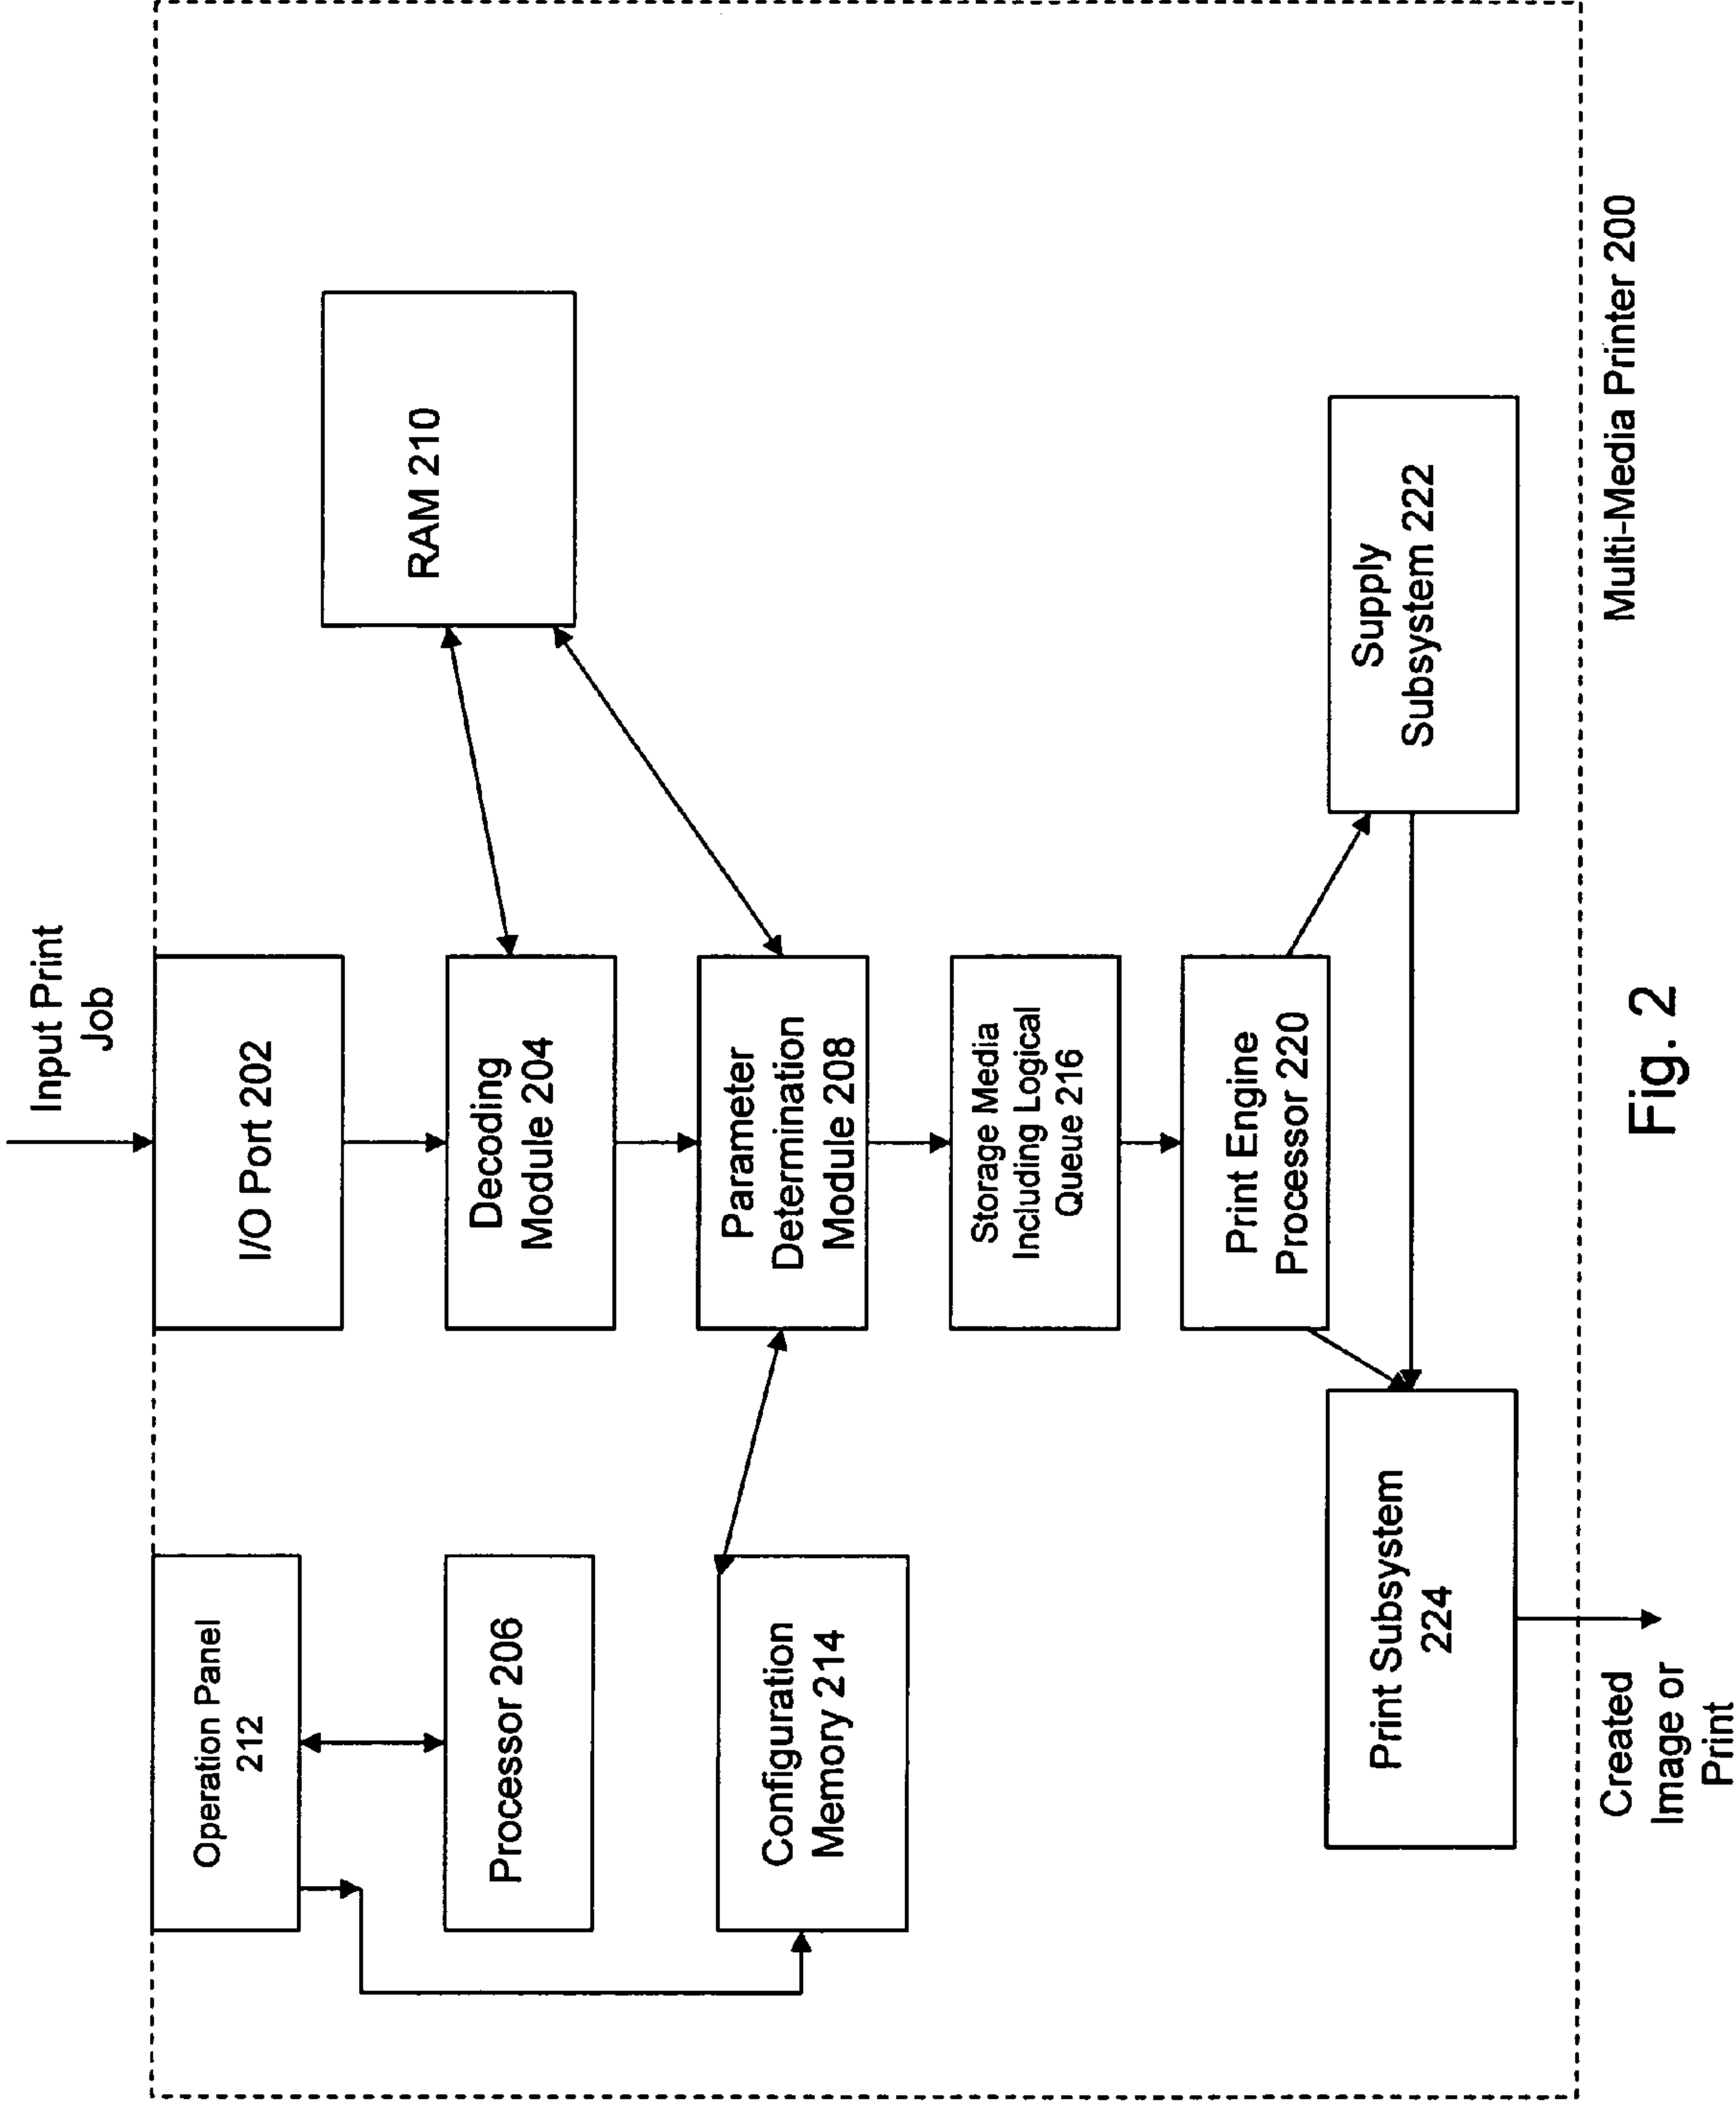 Input Print
Job
I/O Port 202
Operation Panel
212
RAM 210
Decoding
Module 204
Processor 206
Parameter
Determination
Module 208
Configuration
Memory 214
Storage Media
Including Logical
Queue 216
Print Engine
Processor 220
Supply
Subsystem 222
Print Subsystem
224
Created
Image or
Print
Multi-Media Printer 200
Fig. 2